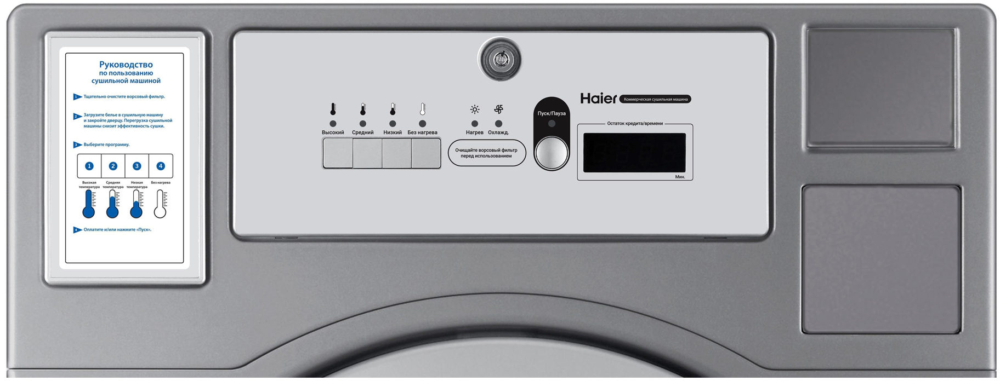 Руководство
по пользованию
сушильной машиной
1 Тщательно очистите ворсовый фильтр.
2 Загрузите белье в сушильную машину
и закройте дверцу. Перегрузка сушильной
машины снизит эффективность сушки.
3 Выберите программу.
1 2 3 4
Высокая температура
Средняя температура
Низкая температура
Без нагрева
4 Оплатите и/или нажмите «Пуск».
Высокий Средний Низкий Без нагрева
Нагрев Охлажд.
Очищайте ворсовый фильтр
перед использованием
Пуск/Пауза
Haier Коммерческая сушильная машина
Остаток кредита/времени
Мин.